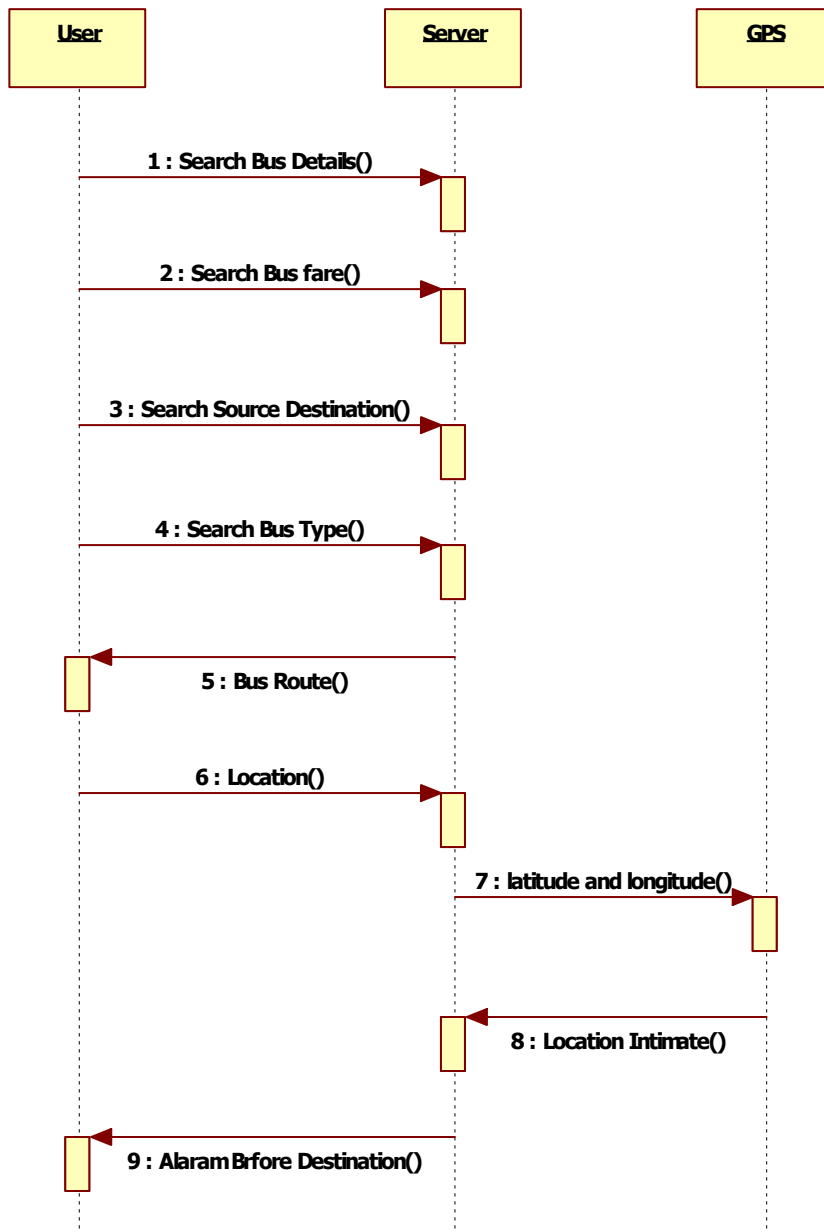 User
Server
GPS
1 : Search Bus Details()
2 : Search Bus fare()
3 : Search Source Destination()
4 : Search Bus Type()
5 : Bus Route()
6 : Location()
7 : latitude and longitude()
8 : Location Intimate()
9 : Alaram Brfore Destination()